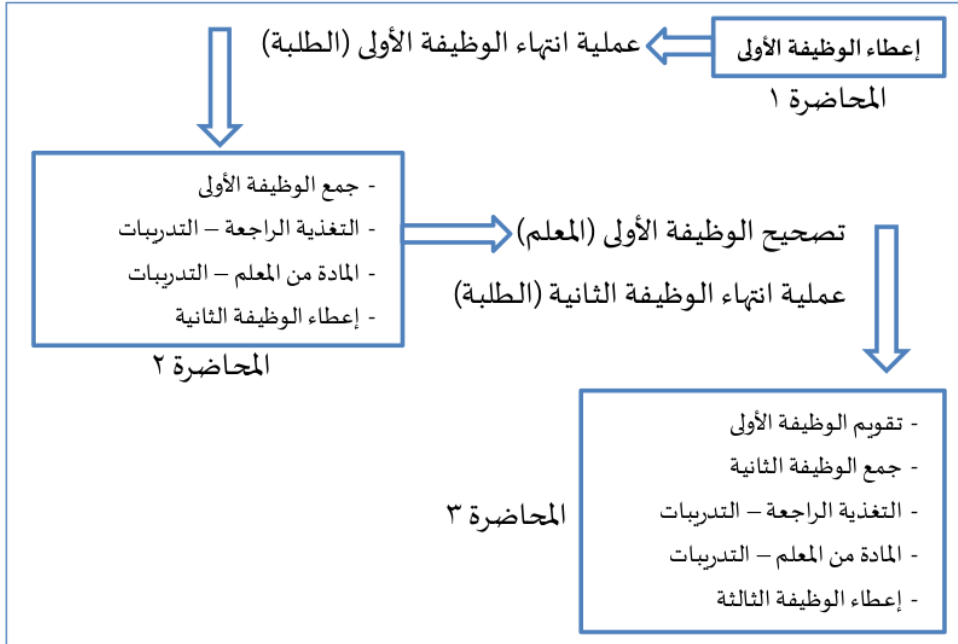 إعطاء الوظيفة الأولى
المحاضرة ١
عملية انتهاء الوظيفة الأولى (الطلبة)
- جمع الوظيفة الأولى
- التغذية الراجعة – التدريبات
- المادة من المعلم – التدريبات
- إعطاء الوظيفة الثانية
المحاضرة ٢
تصحيح الوظيفة الأولى (المعلم)
عملية انتهاء الوظيفة الثانية (الطلبة)
- تقويم الوظيفة الأولى
- جمع الوظيفة الثانية
- التغذية الراجعة – التدريبات
- المادة من المعلم – التدريبات
- إعطاء الوظيفة الثالثة
المحاضرة ٣